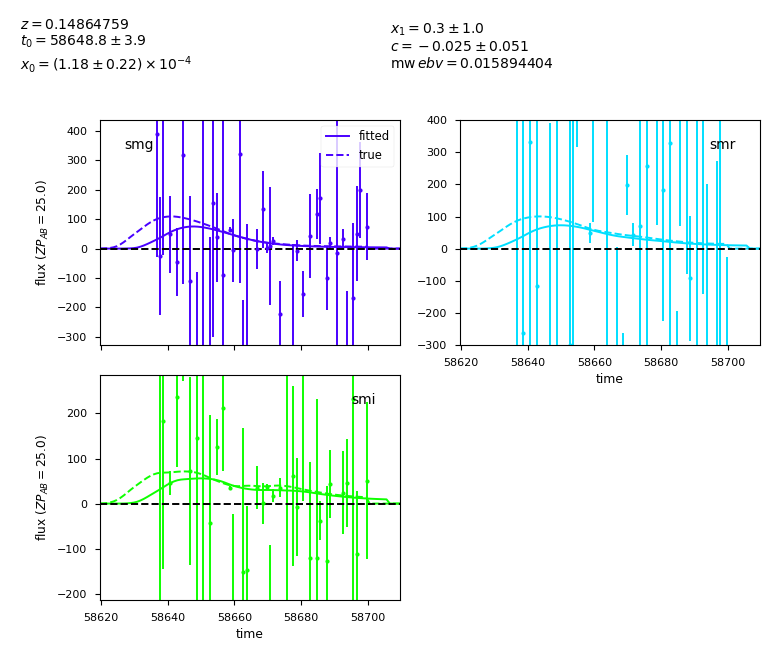 z = 0.14864759
t₀ = 58648.8 ± 3.9
x₀ = (1.18 ± 0.22) × 10⁻⁴
x₁ = 0.3 ± 1.0
c = −0.025 ± 0.051
mw ebv = 0.015894404
smg
fitted
true
400
300
200
100
0
−100
−200
−300
flux (ZP_AB = 25.0)
smr
400
300
200
100
0
−100
−200
−300
58620
58640
58660
58680
58700
time
smi
200
100
0
−100
−200
flux (ZP_AB = 25.0)
58620
58640
58660
58680
58700
time